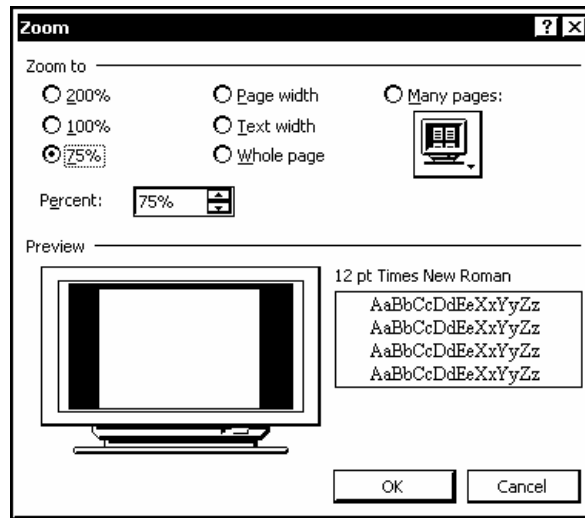 Zoom
Zoom to
200% Page width Many pages:
100% Text width
75% Whole page
Percent: 75%
Preview
12 pt Times New Roman
AaBbCcDdEeXxYyZz
AaBbCcDdEeXxYyZz
AaBbCcDdEeXxYyZz
AaBbCcDdEeXxYyZz
OK Cancel